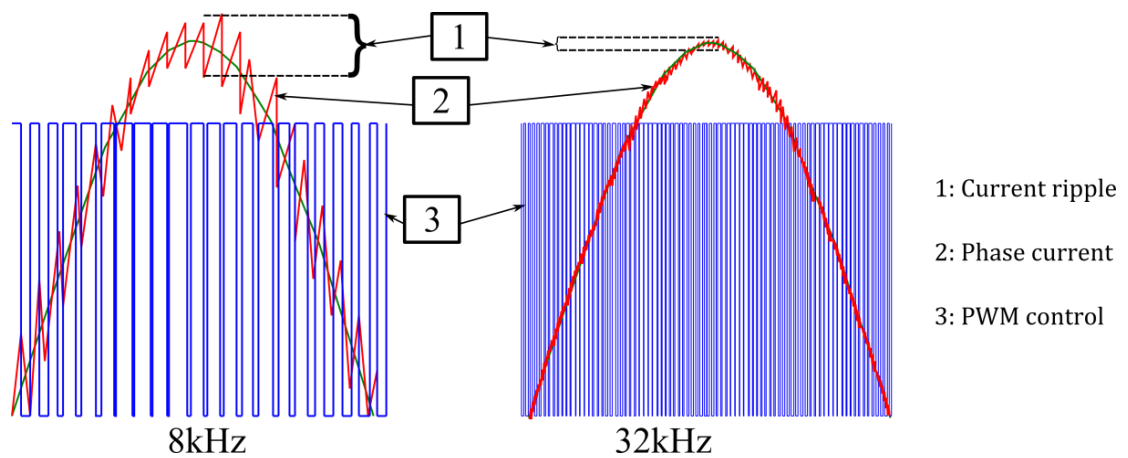 1
2
3
1: Current ripple
2: Phase current
3: PWM control
8kHz
32kHz